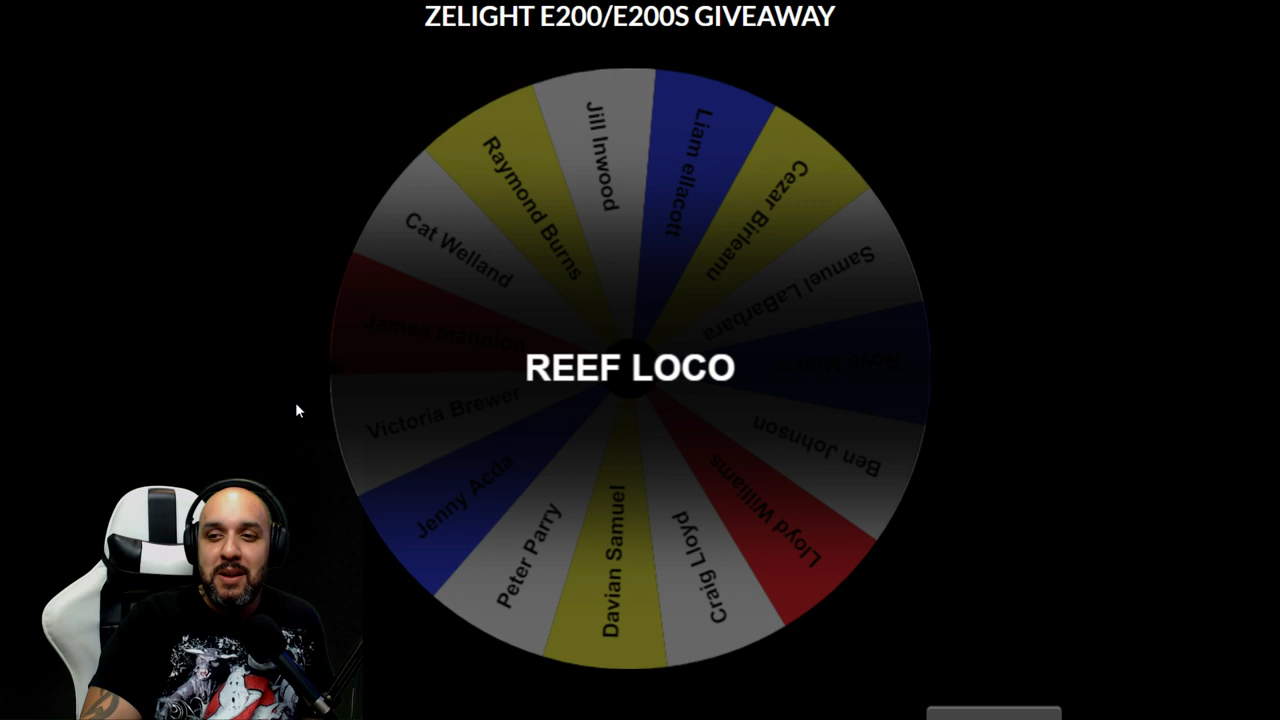 ZELIGHT E200/E200S GIVEAWAY
Jill Inwood
Liam ellacott
Cezar Birleanu
Samuel LaBarbara
Ben Johnson
Lloyd Williams
Craig Lloyd
Davian Samuel
Peter Parry
Jenny Acda
Victoria Brewer
Cat Welland
Raymond Burns
REEF LOCO